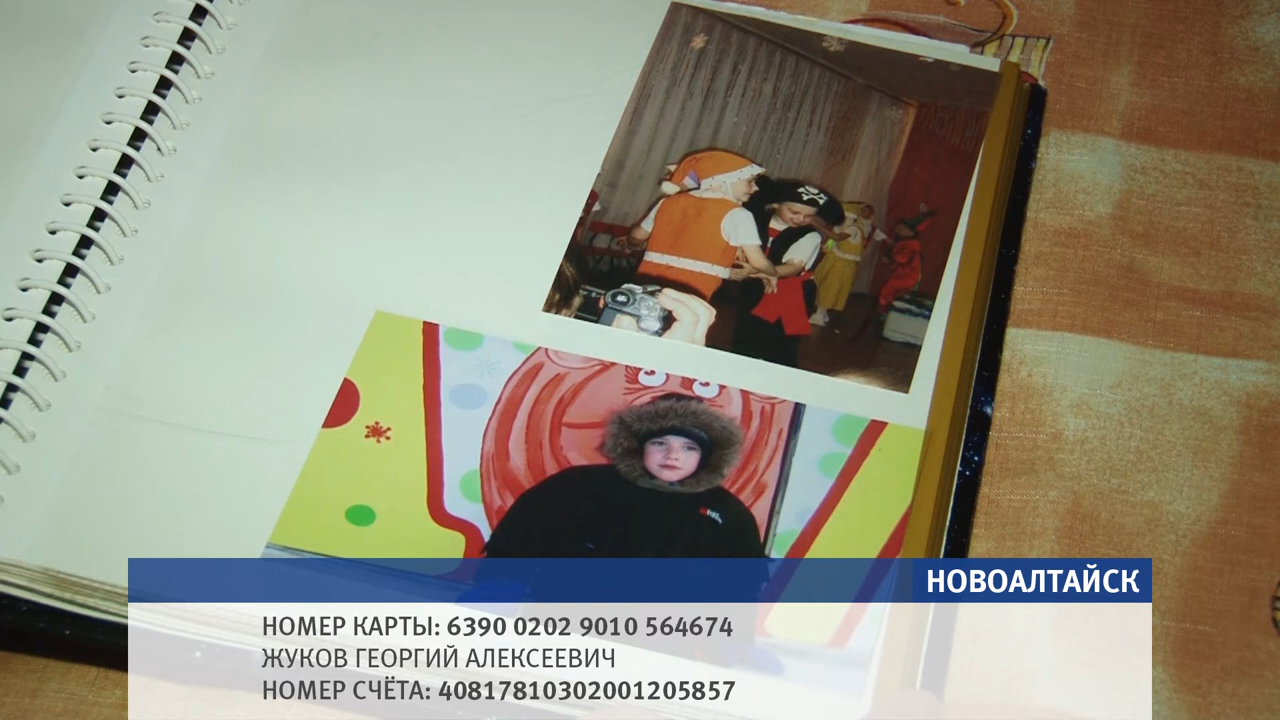 НОВОАЛТАЙСК
НОМЕР КАРТЫ: 6390 0202 9010 564674
ЖУКОВ ГЕОРГИЙ АЛЕКСЕЕВИЧ
НОМЕР СЧЁТА: 40817810302001205857